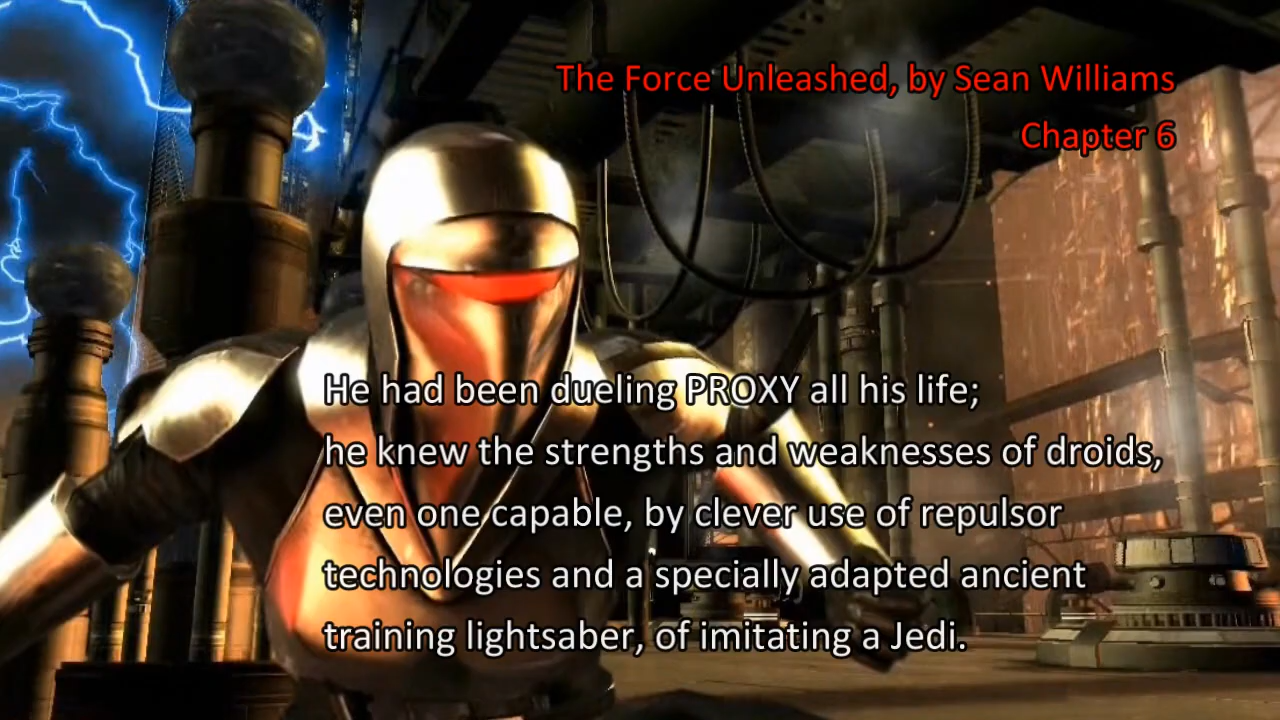 The Force Unleashed, by Sean Williams
Chapter 6
He had been dueling PROXY all his life;
he knew the strengths and weaknesses of droids,
even one capable, by clever use of repulsor
technologies and a specially adapted ancient
training lightsaber, of imitating a Jedi.